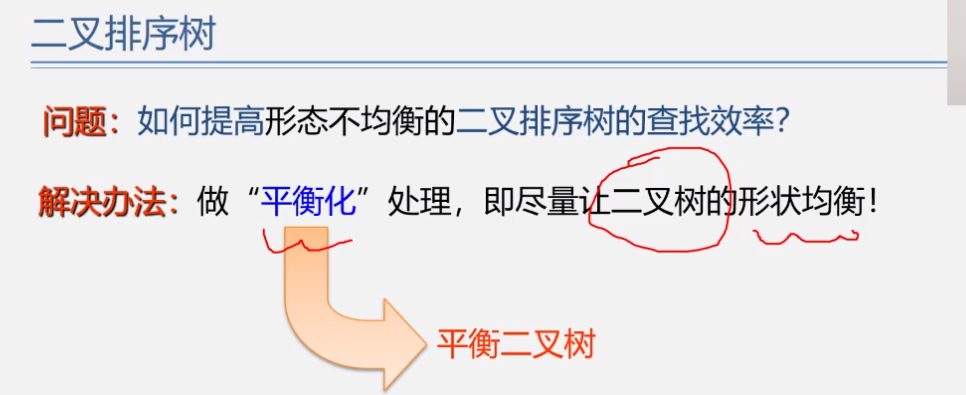 二叉排序树
问题：如何提高形态不均衡的二叉排序树的查找效率？
解决办法：做“平衡化”处理，即尽量让二叉树的形状均衡！
平衡二叉树